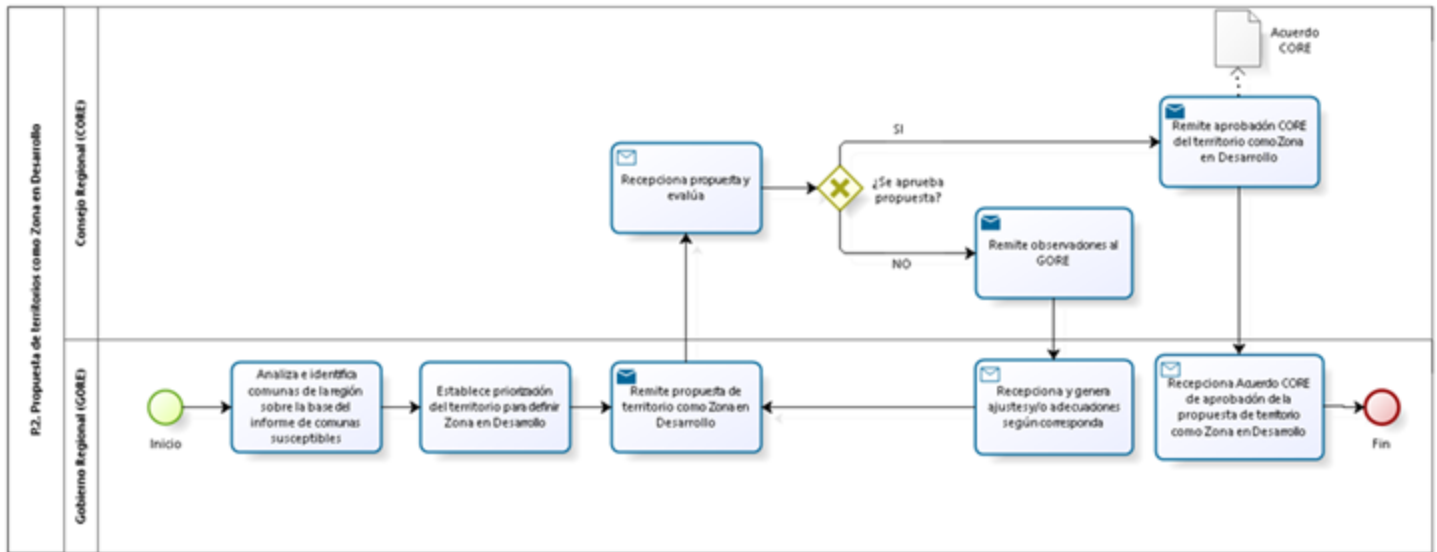 P.2. Propuesta de territorios como Zona en Desarrollo
Consejo Regional (CORE)
Acuerdo
CORE
Remite aprobación CORE
del territorio como Zona
en Desarrollo
SI
Recepciona propuesta y
evalúa
¿Se aprueba
propuesta?
NO
Remite observaciones al
GORE
Gobierno Regional (GORE)
Inicio
Analiza e identifica
comunas de la región
sobre la base del
informe de comunas
susceptibles
Establece priorización
del territorio para definir
Zona en Desarrollo
Remite propuesta de
territorio como Zona en
Desarrollo
Recepciona y genera
ajustes y/o adecuaciones
según corresponda
Recepciona Acuerdo CORE
de aprobación de la
propuesta de territorio
como Zona en Desarrollo
Fin